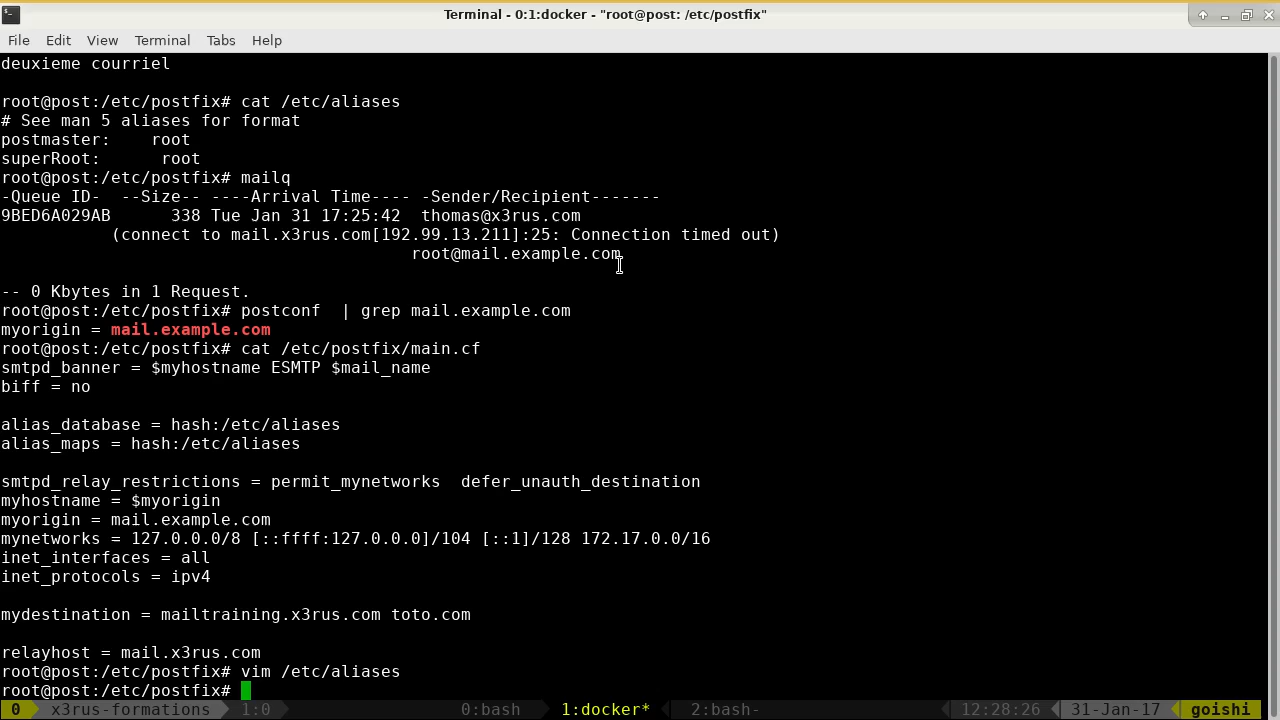 Terminal - 0:1:docker - "root@post: /etc/postfix"
File Edit View Terminal Tabs Help
deuxieme courriel
root@post:/etc/postfix# cat /etc/aliases
# See man 5 aliases for format
postmaster:    root
superRoot:      root
root@post:/etc/postfix# mailq
-Queue ID-  --Size-- ----Arrival Time---- -Sender/Recipient-------
9BED6A029AB      338 Tue Jan 31 17:25:42  thomas@x3rus.com
(connect to mail.x3rus.com[192.99.13.211]:25: Connection timed out)
root@mail.example.com
-- 0 Kbytes in 1 Request.
root@post:/etc/postfix# postconf  | grep mail.example.com
myorigin = mail.example.com
root@post:/etc/postfix# cat /etc/postfix/main.cf
smtpd_banner = $myhostname ESMTP $mail_name
biff = no
alias_database = hash:/etc/aliases
alias_maps = hash:/etc/aliases
smtpd_relay_restrictions = permit_mynetworks  defer_unauth_destination
myhostname = $myorigin
myorigin = mail.example.com
mynetworks = 127.0.0.0/8 [::ffff:127.0.0.0]/104 [::1]/128 172.17.0.0/16
inet_interfaces = all
inet_protocols = ipv4
mydestination = mailtraining.x3rus.com toto.com
relayhost = mail.x3rus.com
root@post:/etc/postfix# vim /etc/aliases
root@post:/etc/postfix#
0 x3rus-formations 1:0 0:bash 1:docker* 2:bash- 12:28:26 31-Jan-17 goishi